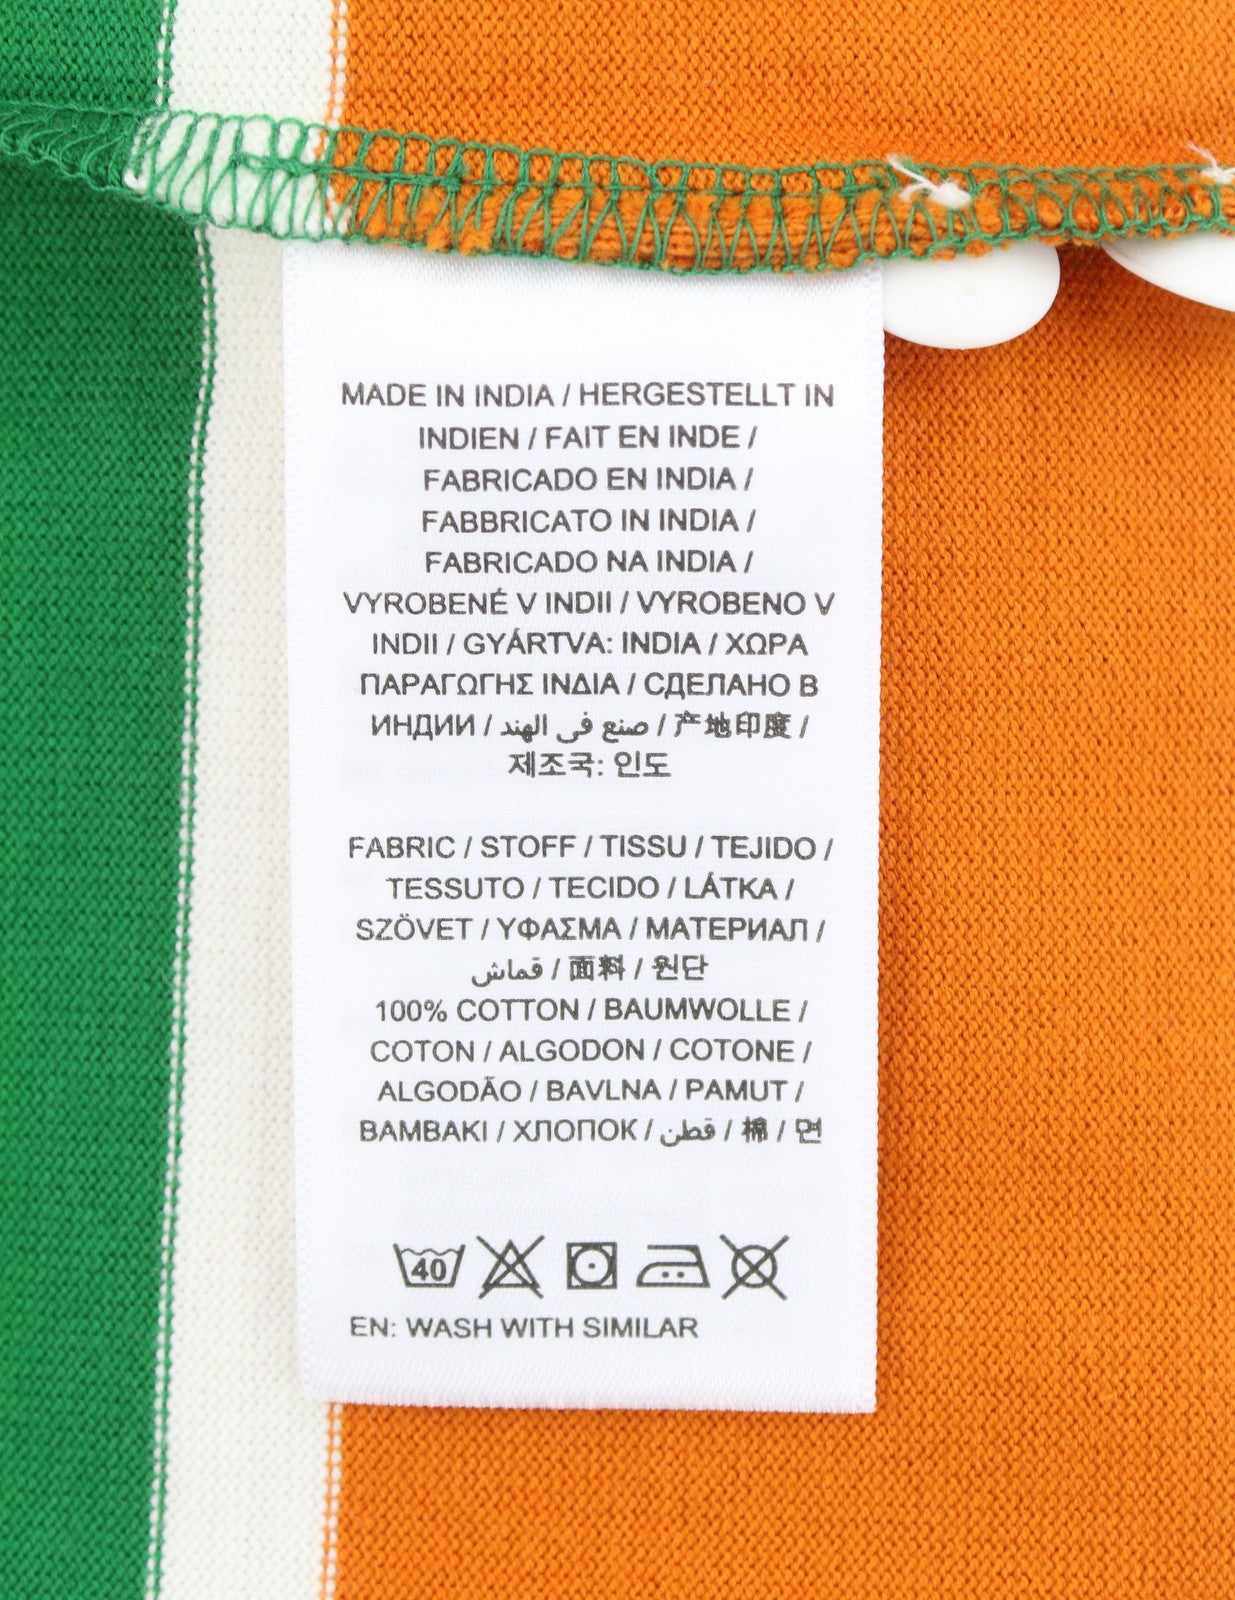 MADE IN INDIA / HERGESTELLT IN
INDIEN / FAIT EN INDE /
FABRICADO EN INDIA /
FABBRICATO IN INDIA /
FABRICADO NA INDIA /
VYROBENÉ V INDII / VYROBENO V
INDII / GYÁRTVA: INDIA / ΧΩΡΑ
ΠΑΡΑΓΩΓΗΣ ΙΝΔΙΑ / СДЕЛАНО В
ИНДИИ / صنع في الهند / 产地印度 /
제조국: 인도
FABRIC / STOFF / TISSU / TEJIDO /
TESSUTO / TECIDO / LÁTKA /
SZÖVET / ΥΦΑΣΜΑ / МАТЕРИАЛ /
قماش / 面料 / 원단
100% COTTON / BAUMWOLLE /
COTON / ALGODON / COTONE /
ALGODÃO / BAVLNA / PAMUT /
BAMBAKI / ХЛОПОК / قطن / 棉 / 면
40
EN: WASH WITH SIMILAR